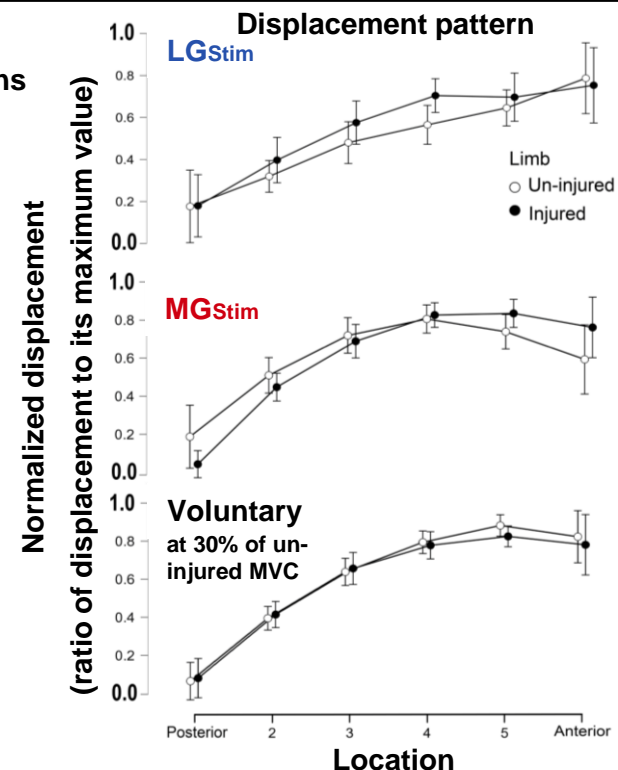 Displacement pattern
ns
Normalized displacement
(ratio of displacement to its maximum value)
1.0
LGStim
0.8
0.6
0.4
0.2
0.0
Limb
Un-injured
Injured
1.0
MGStim
0.8
0.6
0.4
0.2
0.0
1.0
Voluntary
at 30% of un-
injured MVC
0.8
0.6
0.4
0.2
0.0
Posterior 2 3 4 5 Anterior
Location